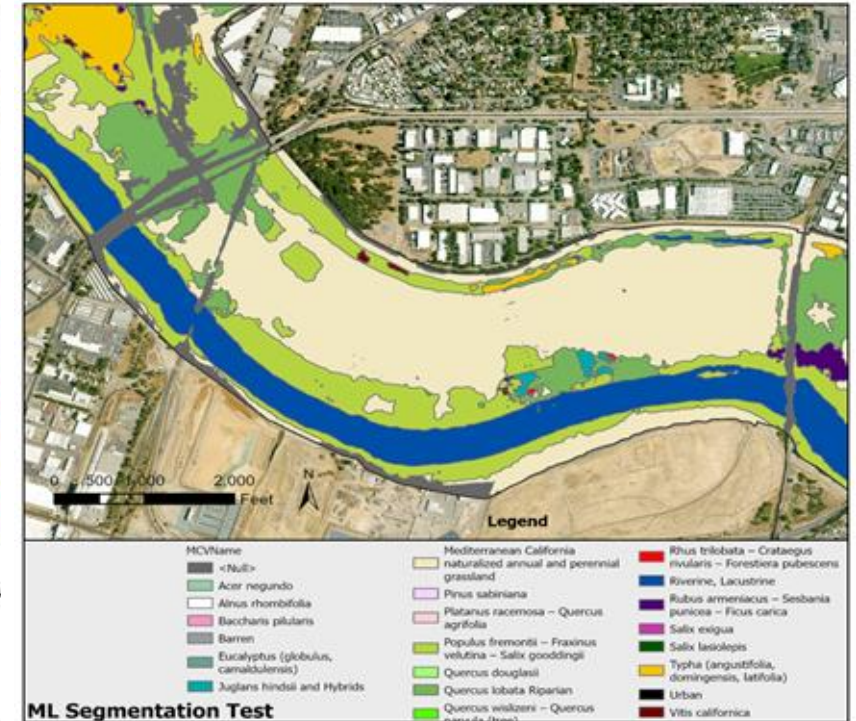 0 500 1,000 2,000
Feet
N
Legend
MCVName
<Null>
Acer negundo
Alnus rhombifolia
Baccharis pilularis
Barren
Eucalyptus (globulus,
camaldulensis)
Juglans hindsii and Hybrids
Mediterranean California
naturalized annual and perennial
grassland
Pinus sabiniana
Platanus racemosa – Quercus
agrifolia
Populus fremontii – Fraxinus
velutina – Salix gooddingii
Quercus douglasii
Quercus lobata Riparian
Quercus wislizeni – Quercus
Rhus trilobata – Crataegus
rivularis – Forestiera pubescens
Riverine, Lacustrine
Rubus armeniacus – Sesbania
punicea – Ficus carica
Salix exigua
Salix lasiolepis
Typha (angustifolia,
domingensis, latifolia)
Urban
Vitis californica
ML Segmentation Test